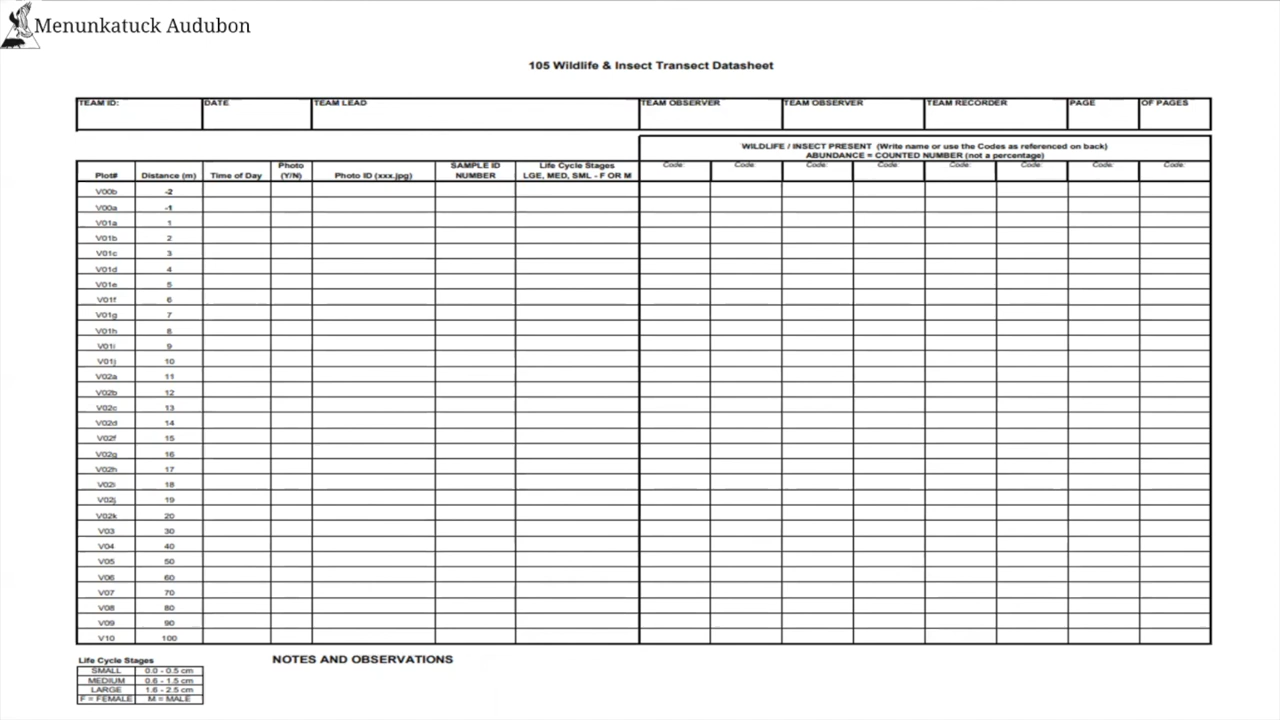 Menunkatuck Audubon
105 Wildlife & Insect Transect Datasheet
TEAM ID: DATE TEAM LEAD TEAM OBSERVER TEAM OBSERVER TEAM RECORDER PAGE OF PAGES
WILDLIFE / INSECT PRESENT (Write name or use the Codes as referenced on back)
ABUNDANCE = COUNTED NUMBER (not a percentage)
Plot# Distance (m) Time of Day Photo (Y/N) Photo ID (xxx.jpg) SAMPLE ID NUMBER Life Cycle Stages LGE, MED, SML - F OR M Code: Code: Code: Code: Code: Code: Code: Code:
V00b -2
V00a -1
V01a 1
V01b 2
V01c 3
V01d 4
V01e 5
V01f 6
V01g 7
V01h 8
V01i 9
V01j 10
V02a 11
V02b 12
V02c 13
V02d 14
V02f 15
V02g 16
V02h 17
V02i 18
V02j 19
V02k 20
V03 30
V04 40
V05 50
V06 60
V07 70
V08 80
V09 90
V10 100
Life Cycle Stages
SMALL 0.0 - 0.5 cm
MEDIUM 0.6 - 1.5 cm
LARGE 1.6 - 2.5 cm
F = FEMALE M = MALE
NOTES AND OBSERVATIONS